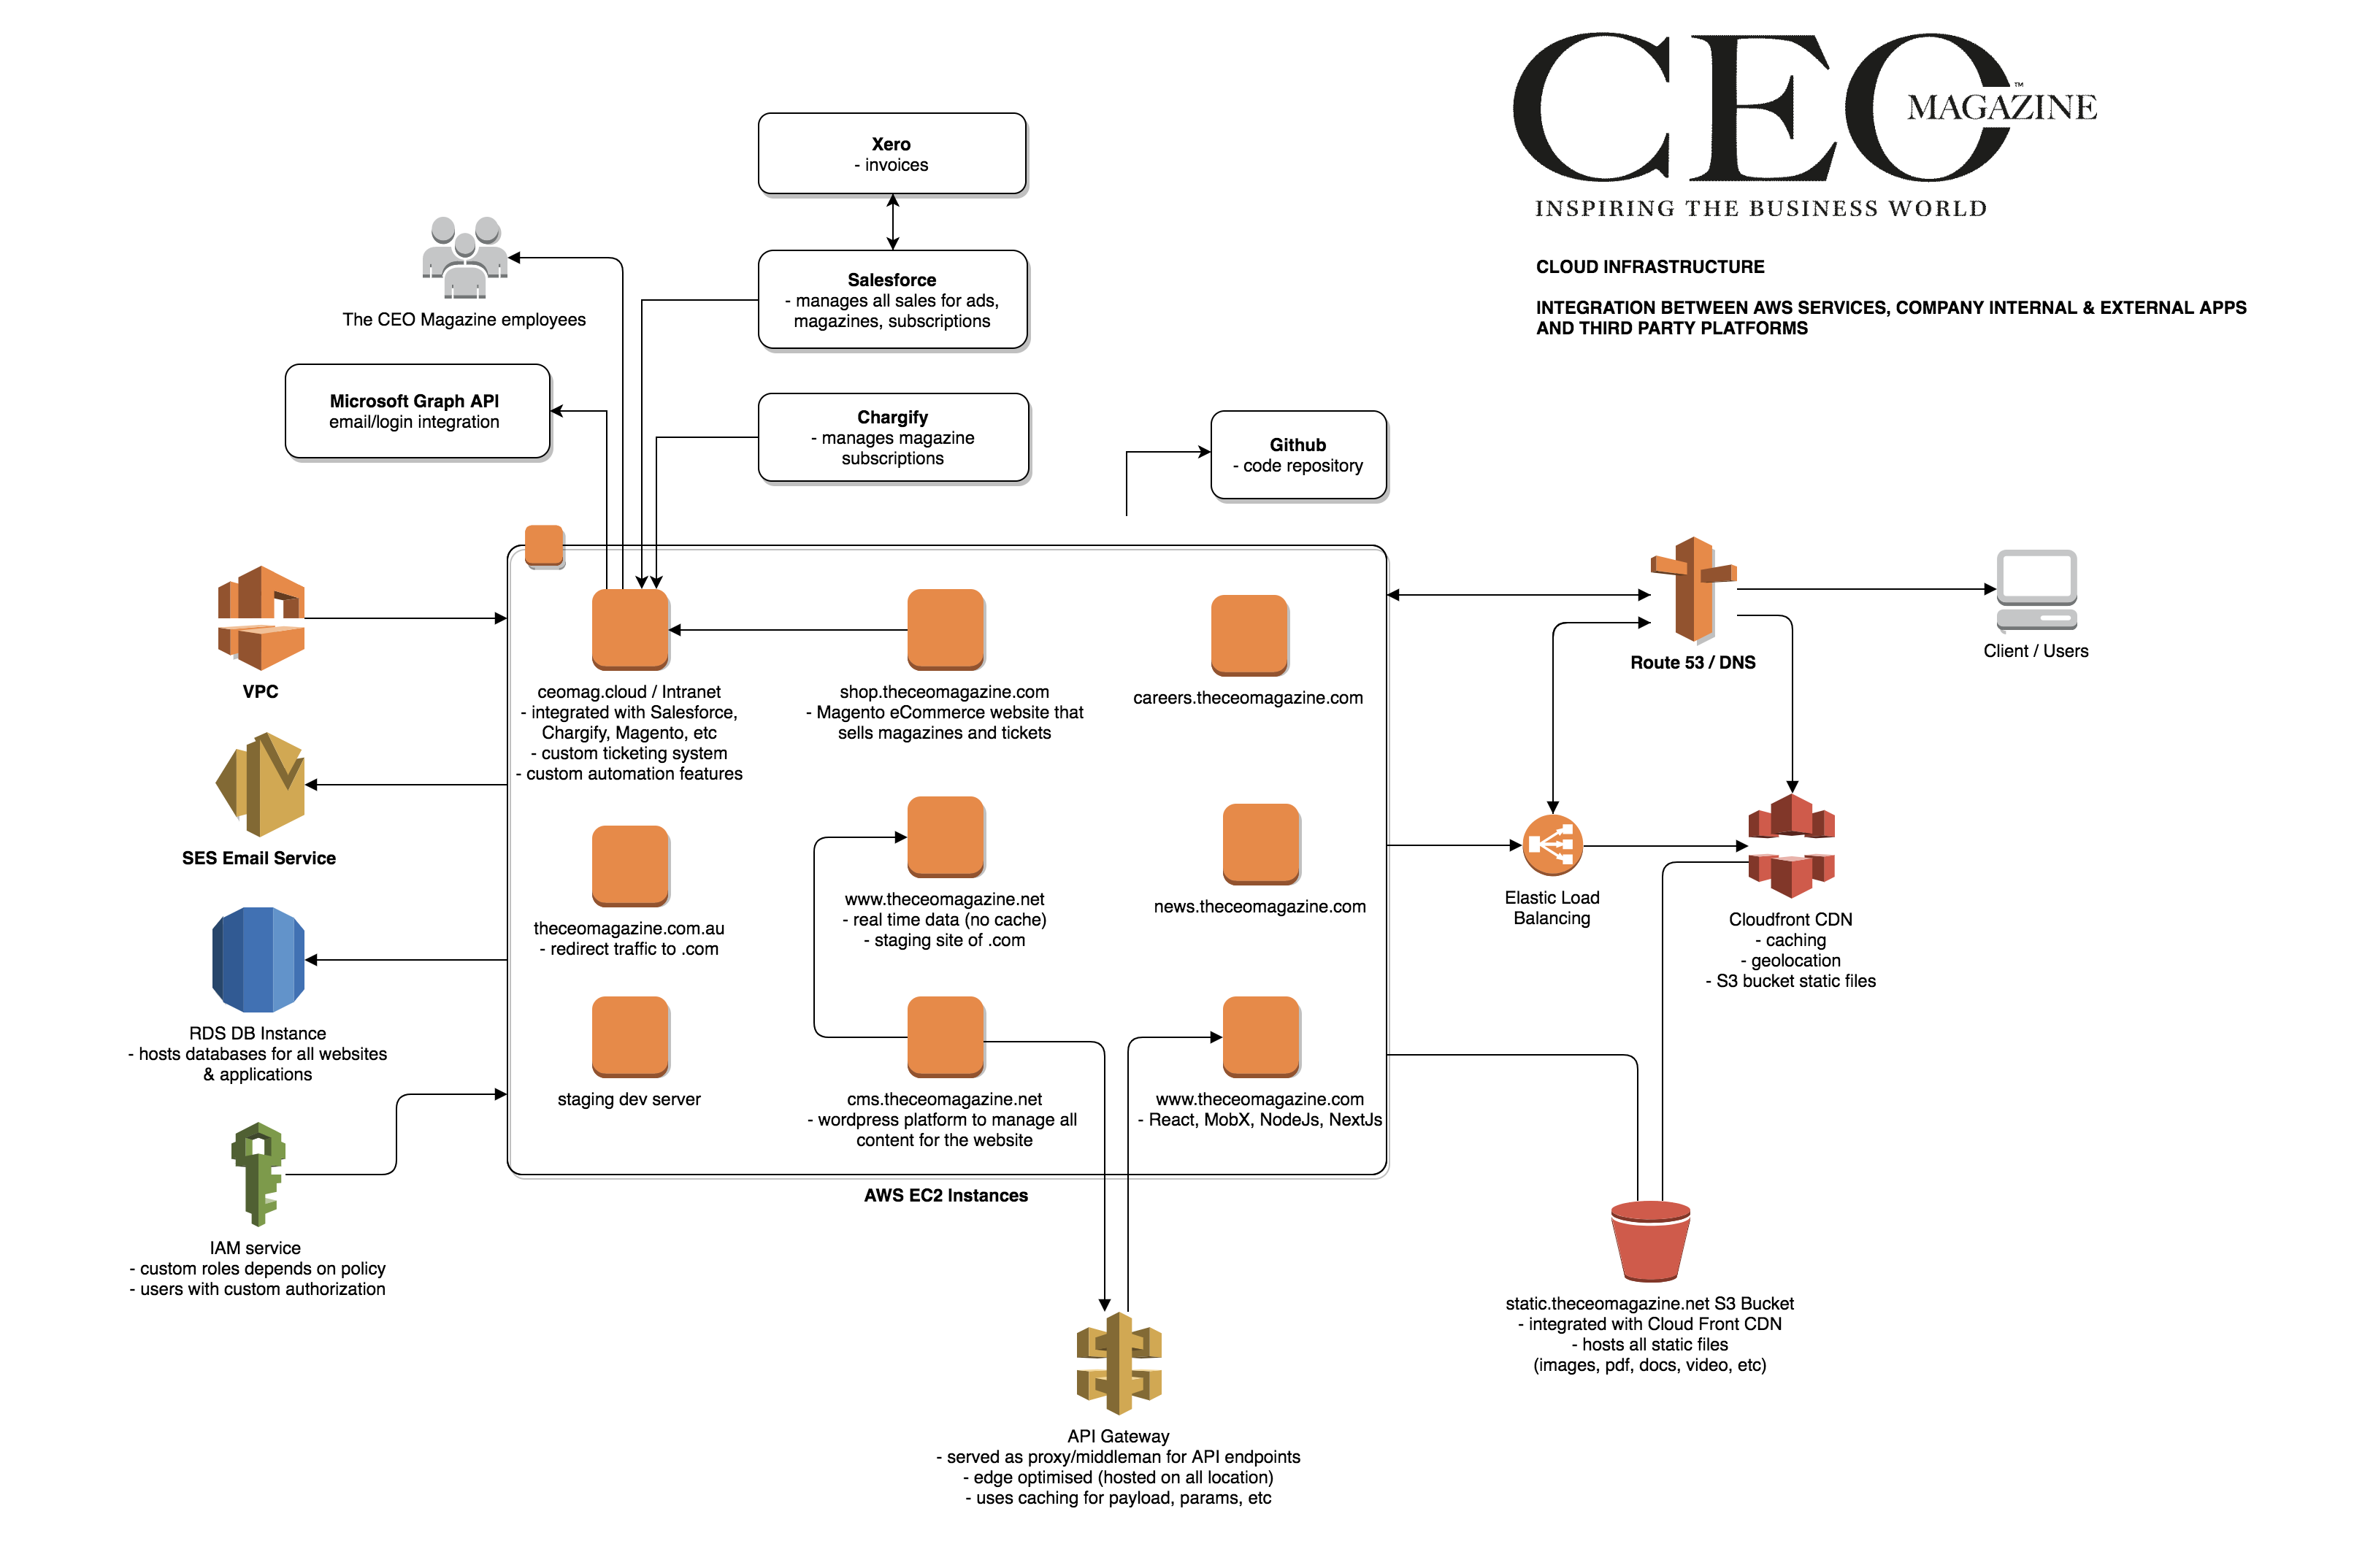 CEO
MAGAZINE
™
INSPIRING THE BUSINESS WORLD
CLOUD INFRASTRUCTURE
INTEGRATION BETWEEN AWS SERVICES, COMPANY INTERNAL & EXTERNAL APPS
AND THIRD PARTY PLATFORMS
Xero
- invoices
Salesforce
- manages all sales for ads,
magazines, subscriptions
The CEO Magazine employees
Microsoft Graph API
email/login integration
Chargify
- manages magazine
subscriptions
Github
- code repository
VPC
SES Email Service
RDS DB Instance
- hosts databases for all websites
& applications
IAM service
- custom roles depends on policy
- users with custom authorization
ceomag.cloud / Intranet
- integrated with Salesforce,
Chargify, Magento, etc
- custom ticketing system
- custom automation features
shop.theceomagazine.com
- Magento eCommerce website that
sells magazines and tickets
careers.theceomagazine.com
theceomagazine.com.au
- redirect traffic to .com
www.theceomagazine.net
- real time data (no cache)
- staging site of .com
news.theceomagazine.com
staging dev server
cms.theceomagazine.net
- wordpress platform to manage all
content for the website
www.theceomagazine.com
- React, MobX, NodeJs, NextJs
AWS EC2 Instances
Route 53 / DNS
Client / Users
Elastic Load
Balancing
Cloudfront CDN
- caching
- geolocation
- S3 bucket static files
static.theceomagazine.net S3 Bucket
- integrated with Cloud Front CDN
- hosts all static files
(images, pdf, docs, video, etc)
API Gateway
- served as proxy/middleman for API endpoints
- edge optimised (hosted on all location)
- uses caching for payload, params, etc